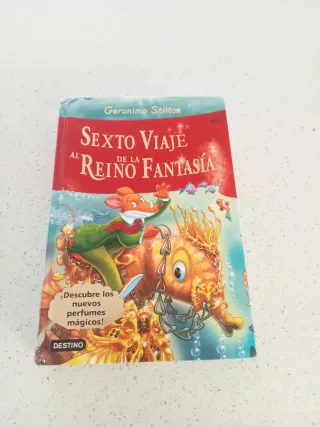 Geronimo Stilton
SEXTO VIAJE
AL REINO DE LA FANTASÍA
¡Descubre los
nuevos
perfumes
mágicos!
DESTINO